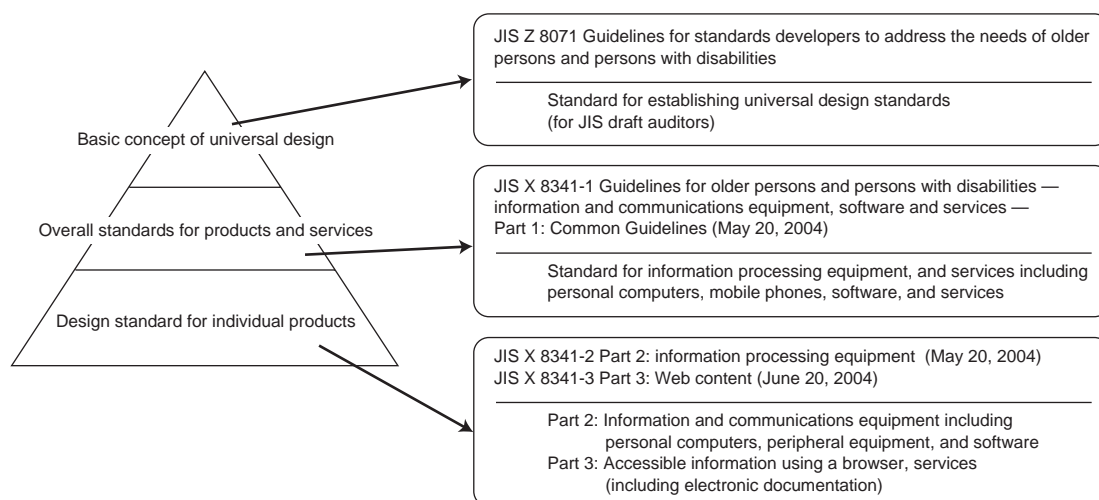 Basic concept of universal design
Overall standards for products and services
Design standard for individual products
JIS Z 8071 Guidelines for standards developers to address the needs of older
persons and persons with disabilities
Standard for establishing universal design standards
(for JIS draft auditors)
JIS X 8341-1 Guidelines for older persons and persons with disabilities —
information and communications equipment, software and services —
Part 1: Common Guidelines (May 20, 2004)
Standard for information processing equipment, and services including
personal computers, mobile phones, software, and services
JIS X 8341-2 Part 2: information processing equipment (May 20, 2004)
JIS X 8341-3 Part 3: Web content (June 20, 2004)
Part 2: Information and communications equipment including
personal computers, peripheral equipment, and software
Part 3: Accessible information using a browser, services
(including electronic documentation)